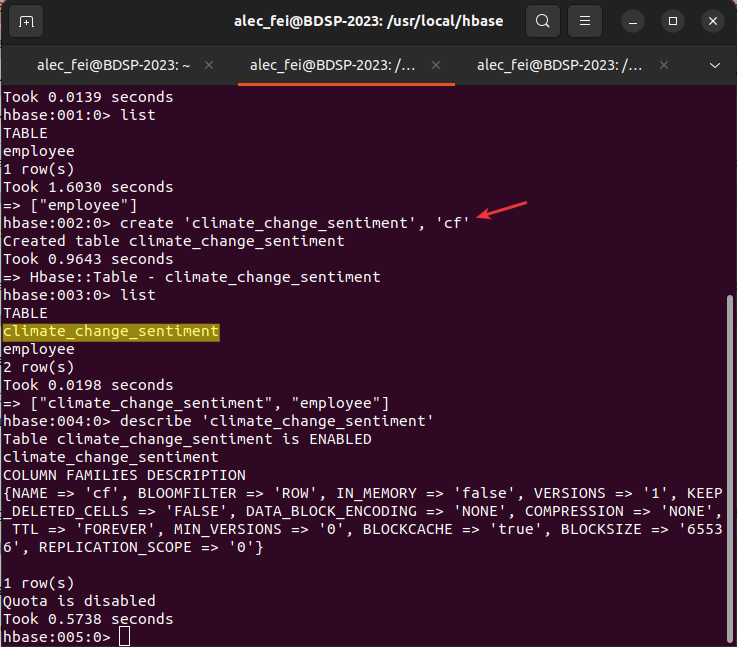 alec_fei@BDSP-2023: /usr/local/hbase
alec_fei@BDSP-2023: ~
alec_fei@BDSP-2023: /...
alec_fei@BDSP-2023: /...
Took 0.0139 seconds
hbase:001:0> list
TABLE
employee
1 row(s)
Took 1.6030 seconds
=> ["employee"]
hbase:002:0> create 'climate_change_sentiment', 'cf'
Created table climate_change_sentiment
Took 0.9643 seconds
=> Hbase::Table - climate_change_sentiment
hbase:003:0> list
TABLE
climate_change_sentiment
employee
2 row(s)
Took 0.0198 seconds
=> ["climate_change_sentiment", "employee"]
hbase:004:0> describe 'climate_change_sentiment'
Table climate_change_sentiment is ENABLED
climate_change_sentiment
COLUMN FAMILIES DESCRIPTION
{NAME => 'cf', BLOOMFILTER => 'ROW', IN_MEMORY => 'false', VERSIONS => '1', KEEP
_DELETED_CELLS => 'FALSE', DATA_BLOCK_ENCODING => 'NONE', COMPRESSION => 'NONE',
 TTL => 'FOREVER', MIN_VERSIONS => '0', BLOCKCACHE => 'true', BLOCKSIZE => '6553
6', REPLICATION_SCOPE => '0'}
1 row(s)
Quota is disabled
Took 0.5738 seconds
hbase:005:0>